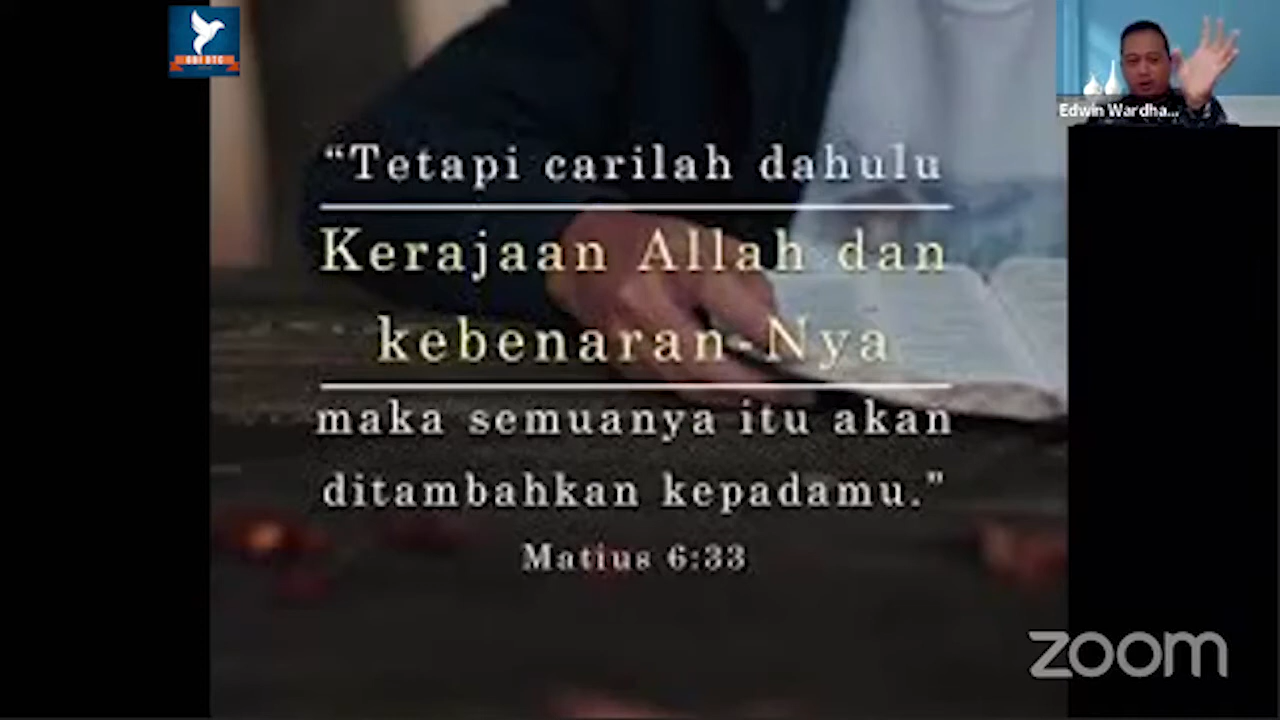 Edwin Wardha...
“Tetapi carilah dahulu
Kerajaan Allah dan
kebenaran-Nya
maka semuanya itu akan
ditambahkan kepadamu.”
Matius 6:33
zoom